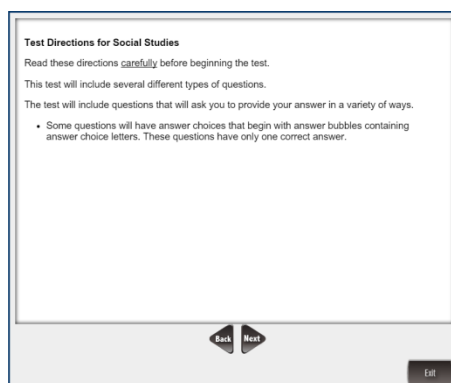 Test Directions for Social Studies
Read these directions carefully before beginning the test.
This test will include several different types of questions.
The test will include questions that will ask you to provide your answer in a variety of ways.
• Some questions will have answer choices that begin with answer bubbles containing
answer choice letters. These questions have only one correct answer.
Back Next
Exit